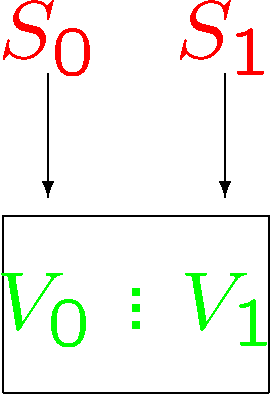 S₀ S₁
V₀ ⋮ V₁